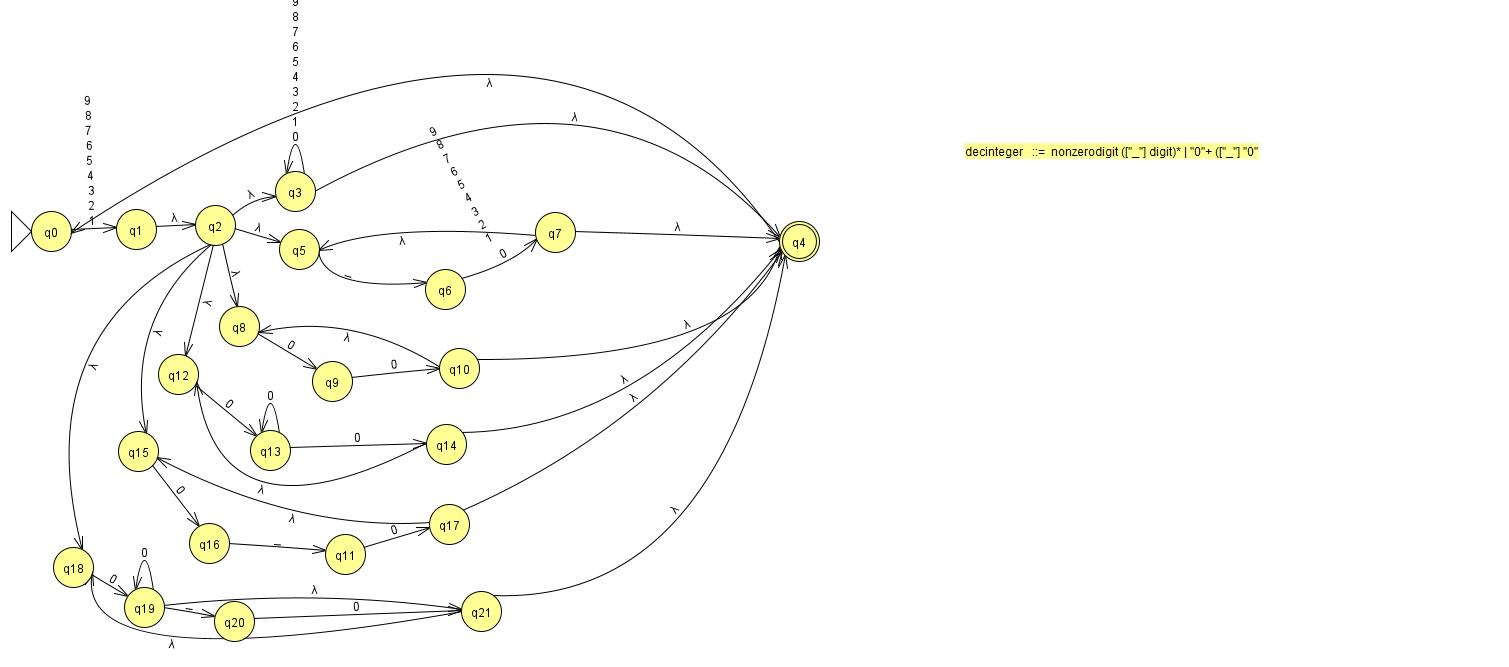 9
8
7
6
5
4
3
2
1
0
λ
λ
9
8
7
6
5
4
3
2
1
0
9
8
7
6
5
4
3
2
1
decinteger ::= nonzerodigit (["_"] digit)* | "0"+ (["_"] "0"
q0
q1
λ
q2
λ
q3
λ
q5
λ
_
q6
q7
λ
q4
λ
λ
λ
λ
q8
0
q9
0
q10
λ
λ
q12
0
0
q13
0
q14
λ
λ
λ
q15
0
q16
_
q11
0
q17
λ
λ
λ
q18
0
0
q19
_
q20
λ
0
q21
λ